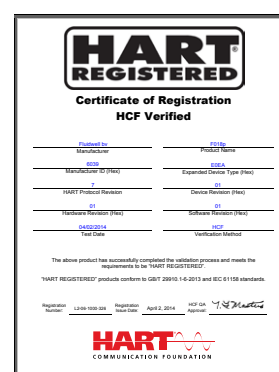 HART®
REGISTERED
Certificate of Registration
HCF Verified
Fluidwell bv
Manufacturer
F018p
Product Name
6039
Manufacturer ID (Hex)
E0EA
Expanded Device Type (Hex)
7
HART Protocol Revision
01
Device Revision (Hex)
01
Hardware Revision (Hex)
01
Software Revision (Hex)
04/02/2014
Test Date
HCF
Verification Method
The above product has successfully completed the validation process and meets the
requirements to be "HART REGISTERED".
"HART REGISTERED" products conform to GB/T 29910.1-6-2013 and IEC 61158 standards.
Registration
Number:
L2-06-1000-326
Registration
Issue Date:
April 2, 2014
HCF QA
Approval:
HART
COMMUNICATION FOUNDATION